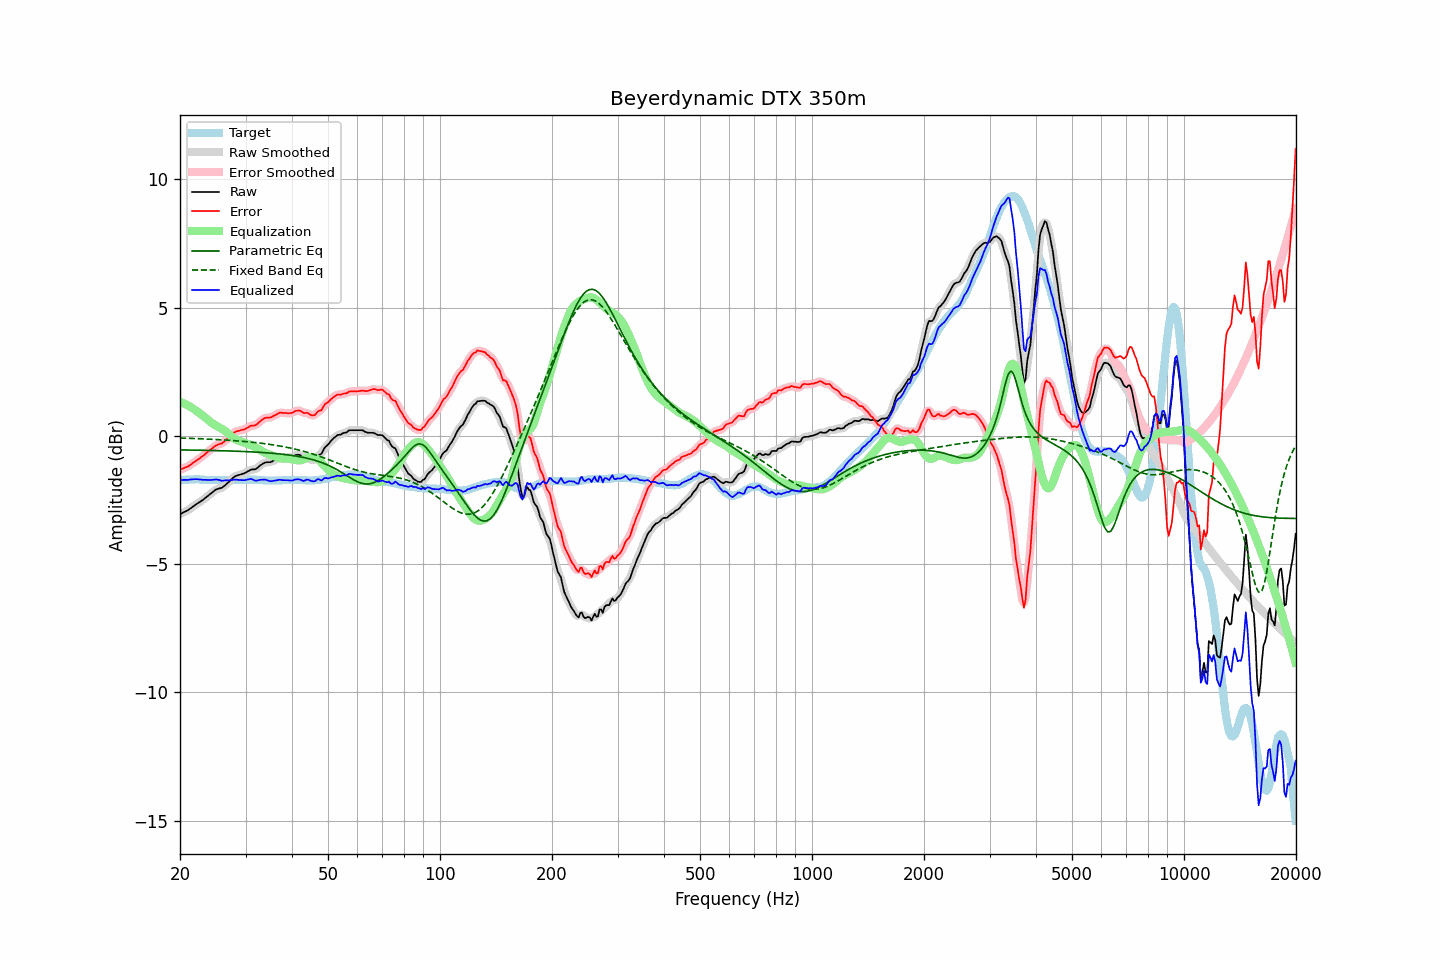 Beyerdynamic DTX 350m
Target
Raw Smoothed
Error Smoothed
Raw
Error
Equalization
Parametric Eq
Fixed Band Eq
Equalized
Amplitude (dBr)
10
5
0
−5
−10
−15
20 50 100 200 500 1000 2000 5000 10000 20000
Frequency (Hz)